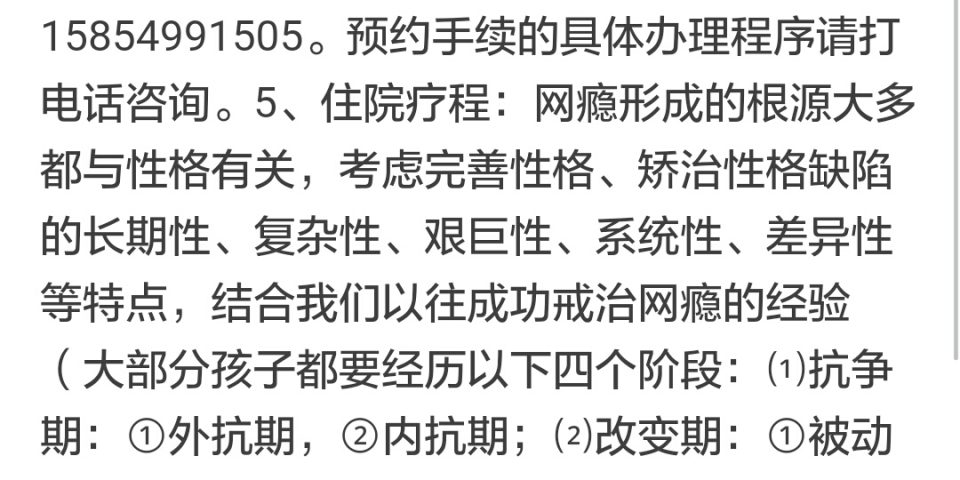 15854991505。预约手续的具体办理程序请打
电话咨询。5、住院疗程：网瘾形成的根源大多
都与性格有关，考虑完善性格、矫治性格缺陷
的长期性、复杂性、艰巨性、系统性、差异性
等特点，结合我们以往成功戒治网瘾的经验
（大部分孩子都要经历以下四个阶段：⑴抗争
期：①外抗期，②内抗期；⑵改变期：①被动